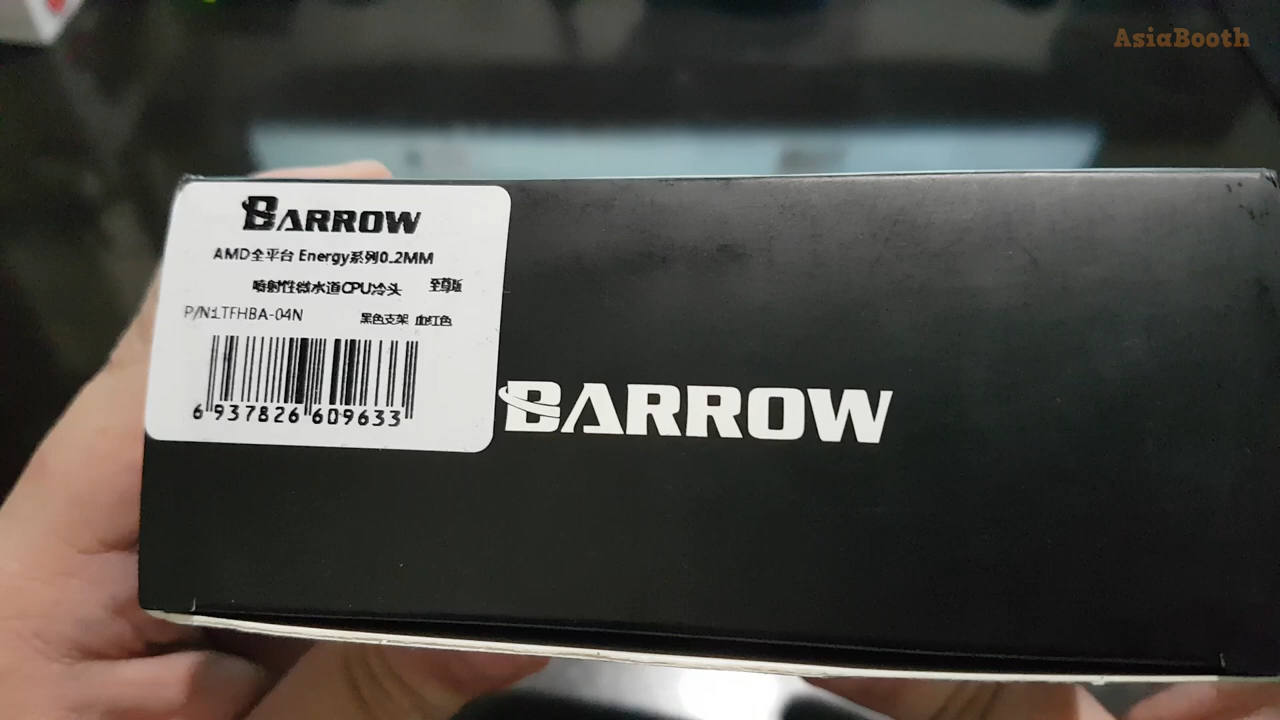 AsiaBooth
BARROW
AMD全平台 Energy系列0.2MM
喷射性微水道CPU冷头 至尊版
P/N:LTFHBA-04N 黑色支架 血红色
6 937826 609633
BARROW